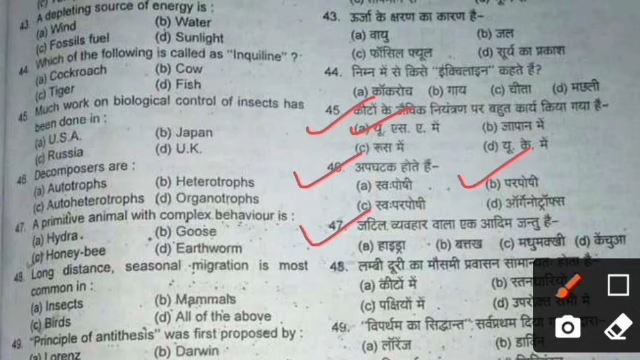 43. A depleting source of energy is :
(a) Wind (b) Water
(c) Fossils fuel (d) Sunlight
44. Which of the following is called as "Inquiline" ?
(a) Cockroach (b) Cow
(c) Tiger (d) Fish
45. Much work on biological control of insects has
been done in :
(a) U.S.A. (b) Japan
(c) Russia (d) U.K.
46. Decomposers are :
(a) Autotrophs (b) Heterotrophs
(c) Autoheterotrophs (d) Organotrophs
47. A primitive animal with complex behaviour is :
(a) Hydra (b) Goose
(c) Honey-bee (d) Earthworm
48. Long distance, seasonal migration is most
common in :
(a) Insects (b) Mammals
(c) Birds (d) All of the above
49. "Principle of antithesis" was first proposed by :
(a) Lorenz (b) Darwin
43. ऊर्जा के क्षरण का कारण है–
(a) वायु (b) जल
(c) फॉसिल फ्यूल (d) सूर्य का प्रकाश
44. निम्न में से किसे "इंक्विलाइन" कहते हैं?
(a) कॉकरोच (b) गाय (c) चीता (d) मछली
45 कीटों के जैविक नियंत्रण पर बहुत कार्य किया गया है–
(a) यू. एस. ए. में (b) जापान में
(c) रूस में (d) यू. के. में
46. अपघटक होते हैं–
(a) स्वःपोषी (b) परपोषी
(c) स्वःपरपोषी (d) ऑर्गेनोट्रॉफ्स
47. जटिल व्यवहार वाला एक आदिम जन्तु है–
(a) हाइड्रा (b) बत्तख (c) मधुमक्खी (d) केंचुआ
48. लम्बी दूरी का मौसमी प्रवासन सामान्यतः होता है–
(a) कीटों में (b)
(c) पक्षियों में (d)
49. "विपर्थम का सिद्धान्त" सर्वप्रथम दिया
(a) लॉरेंज (b)